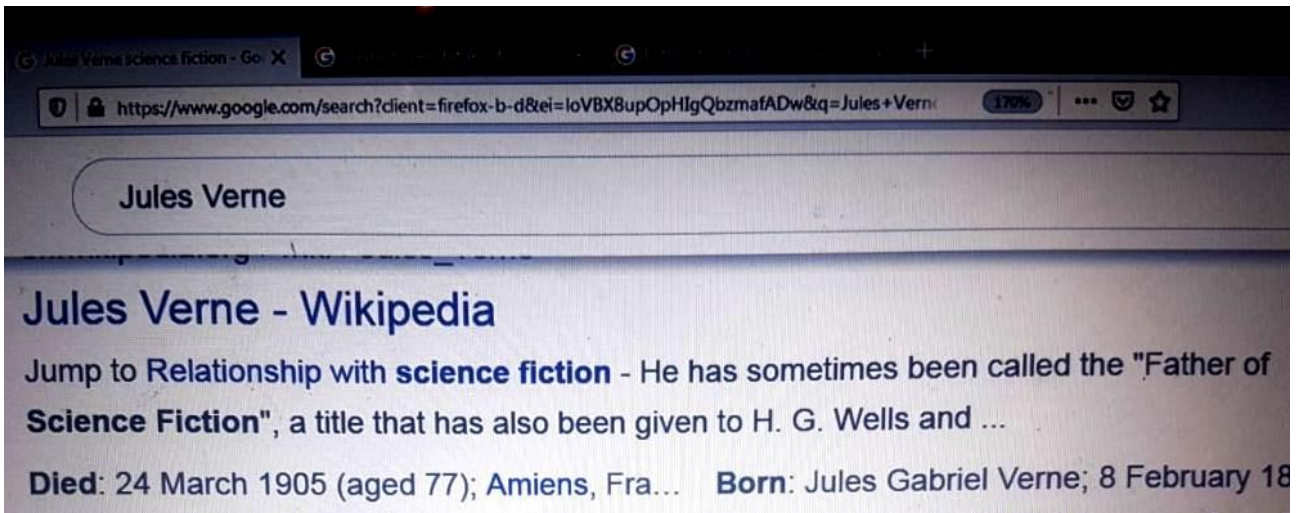 Jules Verne science fiction - Go
https://www.google.com/search?client=firefox-b-d&ei=IoVBX8upOpHIgQbzmafADw&q=Jules+Vern
170%
Jules Verne
Jules Verne - Wikipedia
Jump to Relationship with science fiction - He has sometimes been called the "Father of
Science Fiction", a title that has also been given to H. G. Wells and ...
Died: 24 March 1905 (aged 77); Amiens, Fra... Born: Jules Gabriel Verne; 8 February 18